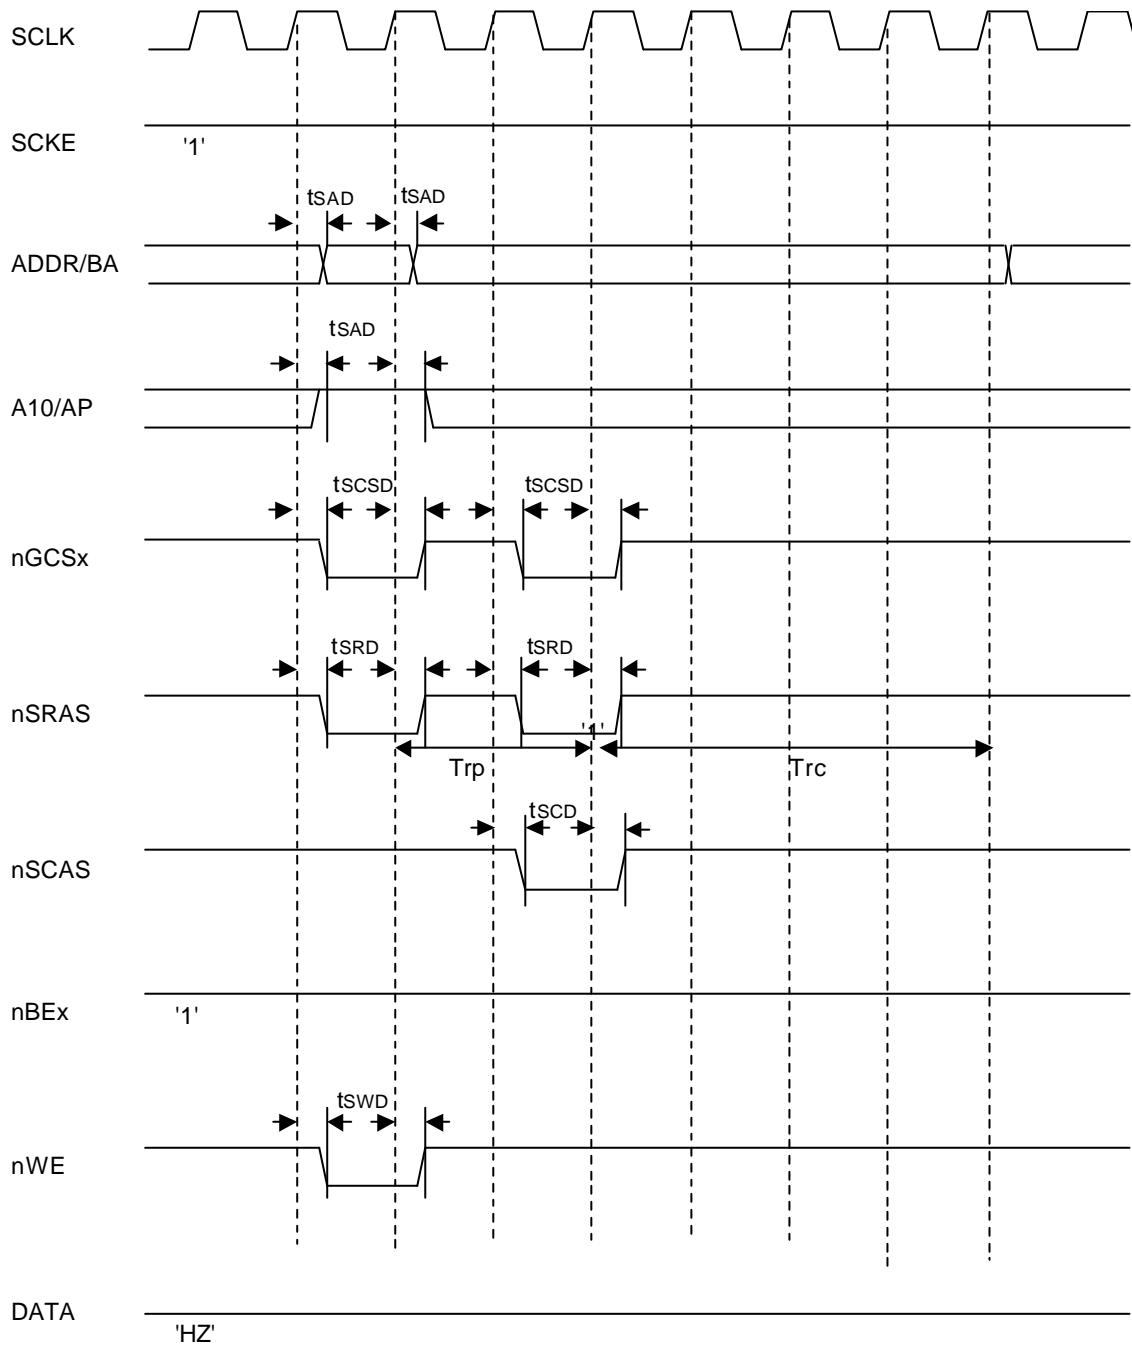 SCLK
SCKE
'1'
tSAD tSAD
ADDR/BA
tSAD
A10/AP
tSCSD tSCSD
nGCSx
tSRD tSRD
nSRAS
'1'
Trp Trc
tSCD
nSCAS
nBEx
'1'
tSWD
nWE
DATA
'HZ'